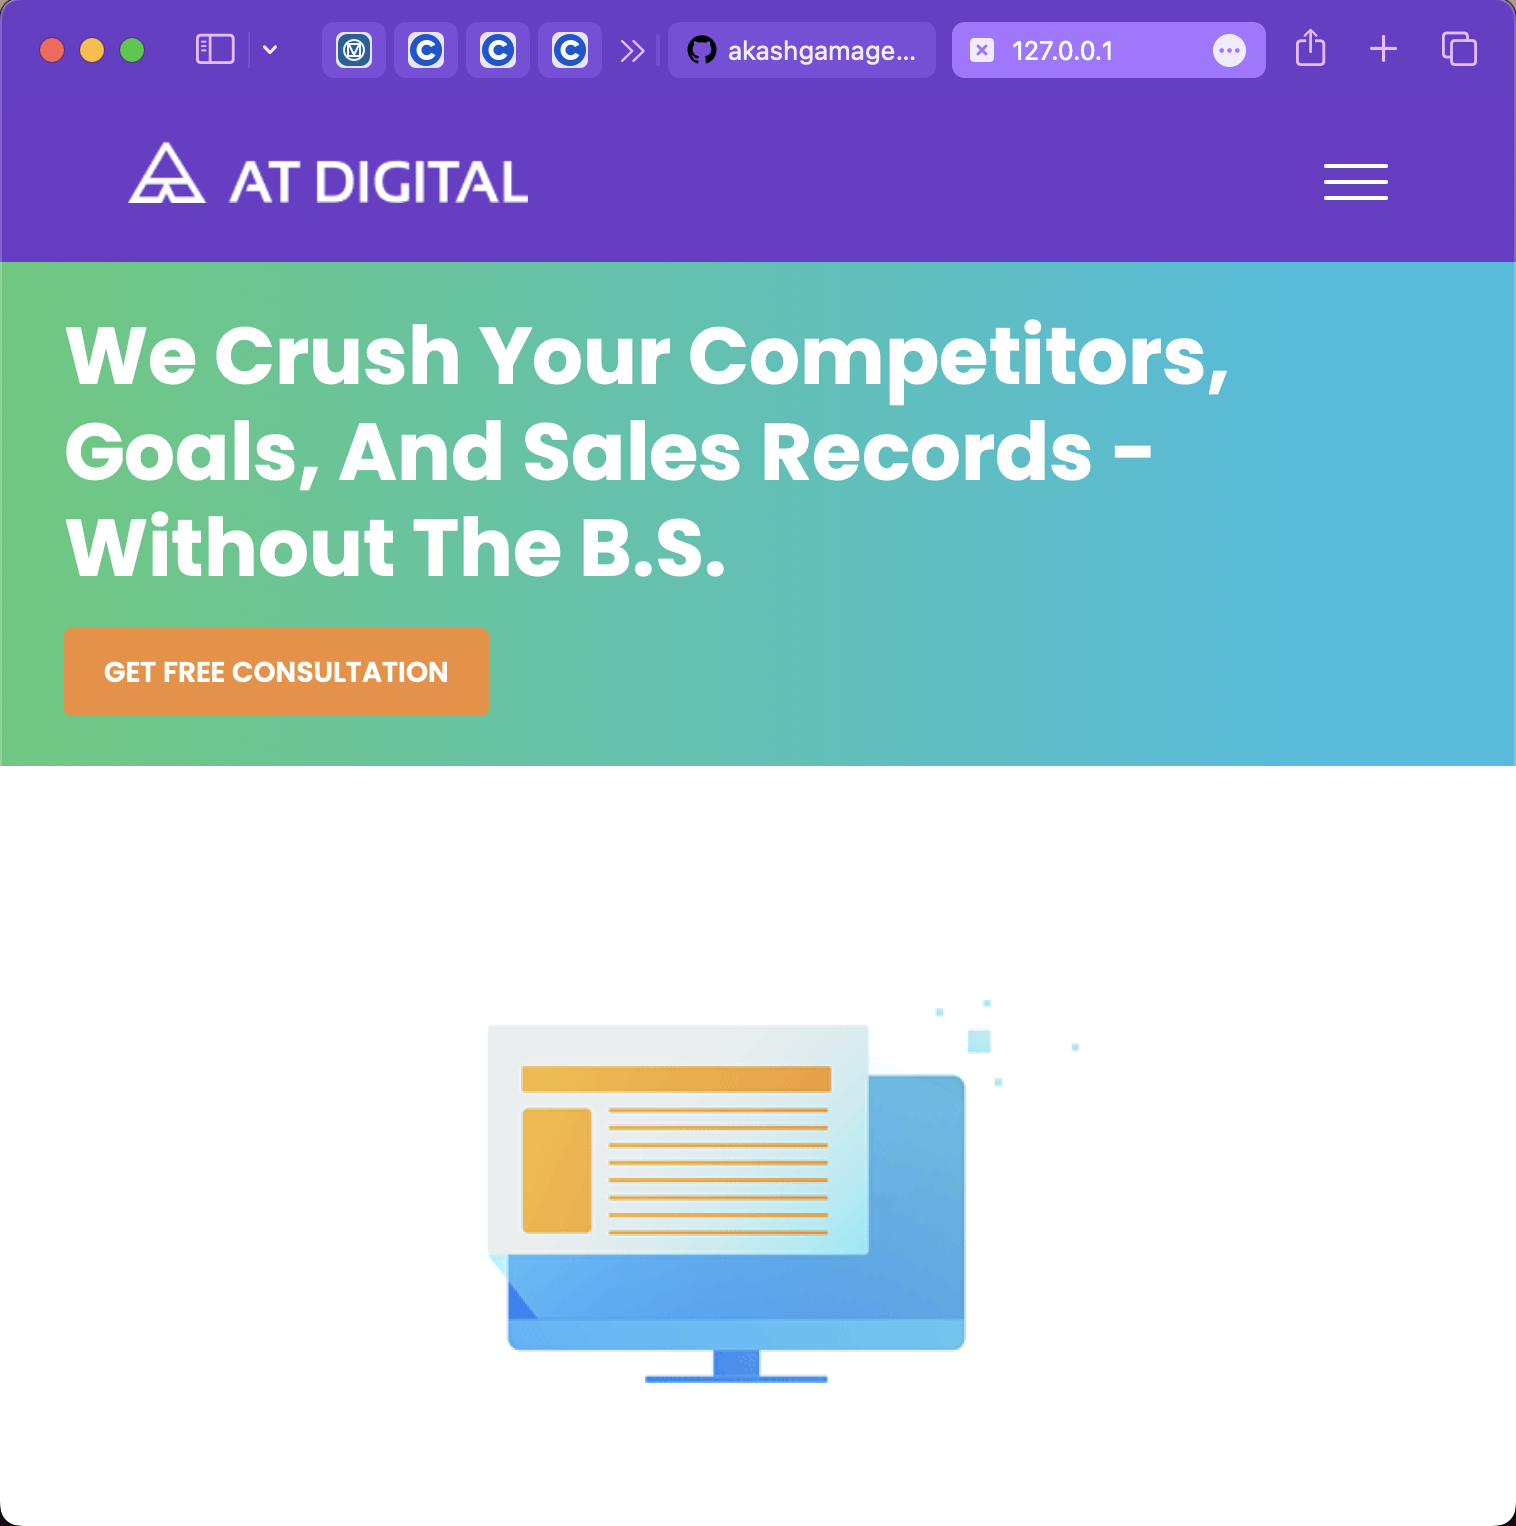 akashgamage...
127.0.0.1
AT DIGITAL
We Crush Your Competitors,
Goals, And Sales Records -
Without The B.S.
GET FREE CONSULTATION